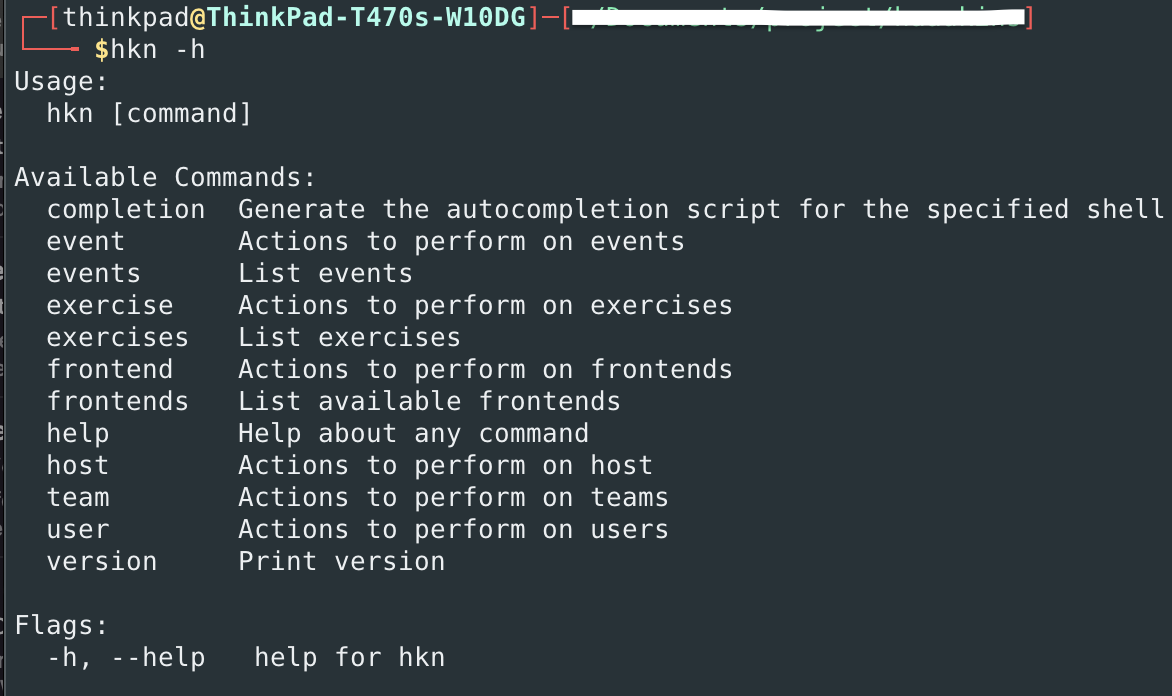 [thinkpad@ThinkPad-T470s-W10DG]-[]
$hkn -h
Usage:
  hkn [command]

Available Commands:
  completion  Generate the autocompletion script for the specified shell
  event       Actions to perform on events
  events      List events
  exercise    Actions to perform on exercises
  exercises   List exercises
  frontend    Actions to perform on frontends
  frontends   List available frontends
  help        Help about any command
  host        Actions to perform on host
  team        Actions to perform on teams
  user        Actions to perform on users
  version     Print version

Flags:
  -h, --help   help for hkn